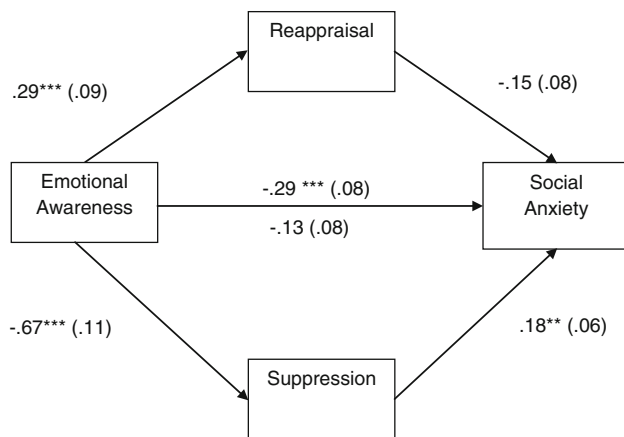 Reappraisal
.29*** (.09)
-.15 (.08)
Emotional
Awareness
-.29 *** (.08)
-.13 (.08)
Social
Anxiety
-.67*** (.11)
.18** (.06)
Suppression